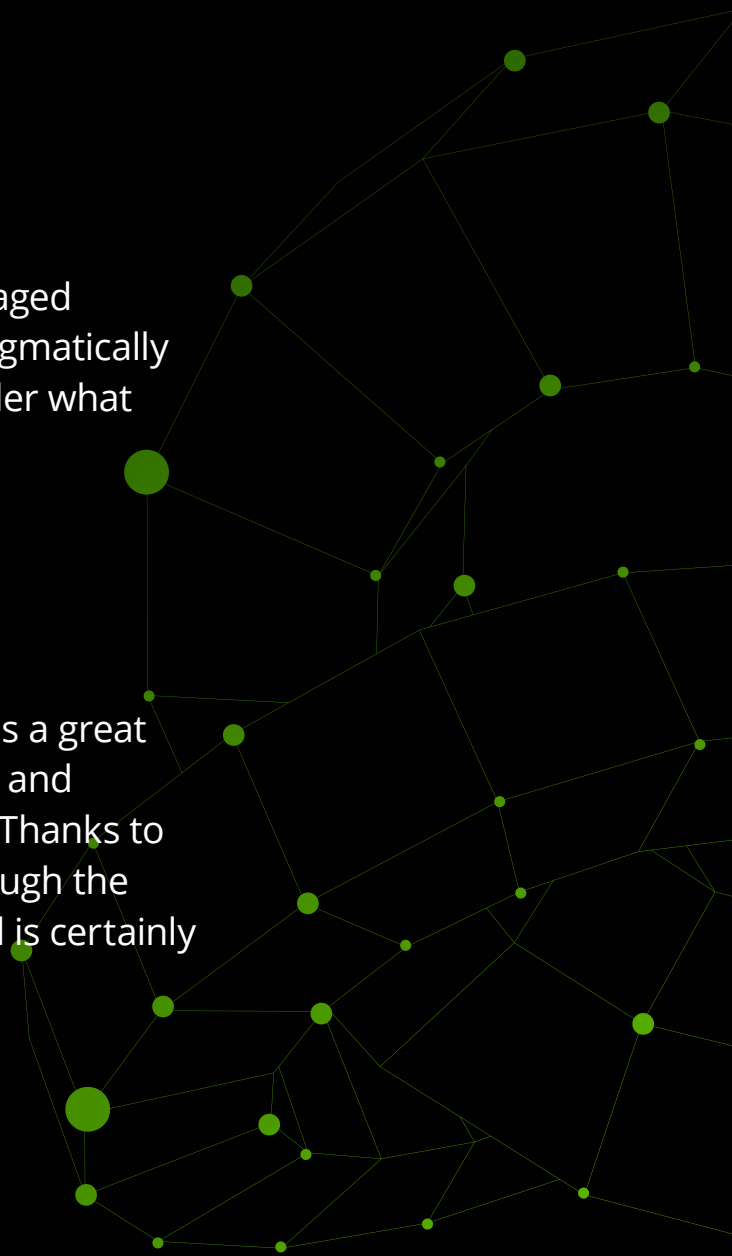 aged
gmatically
ler what
s a great
and
Thanks to
ugh the
l is certainly